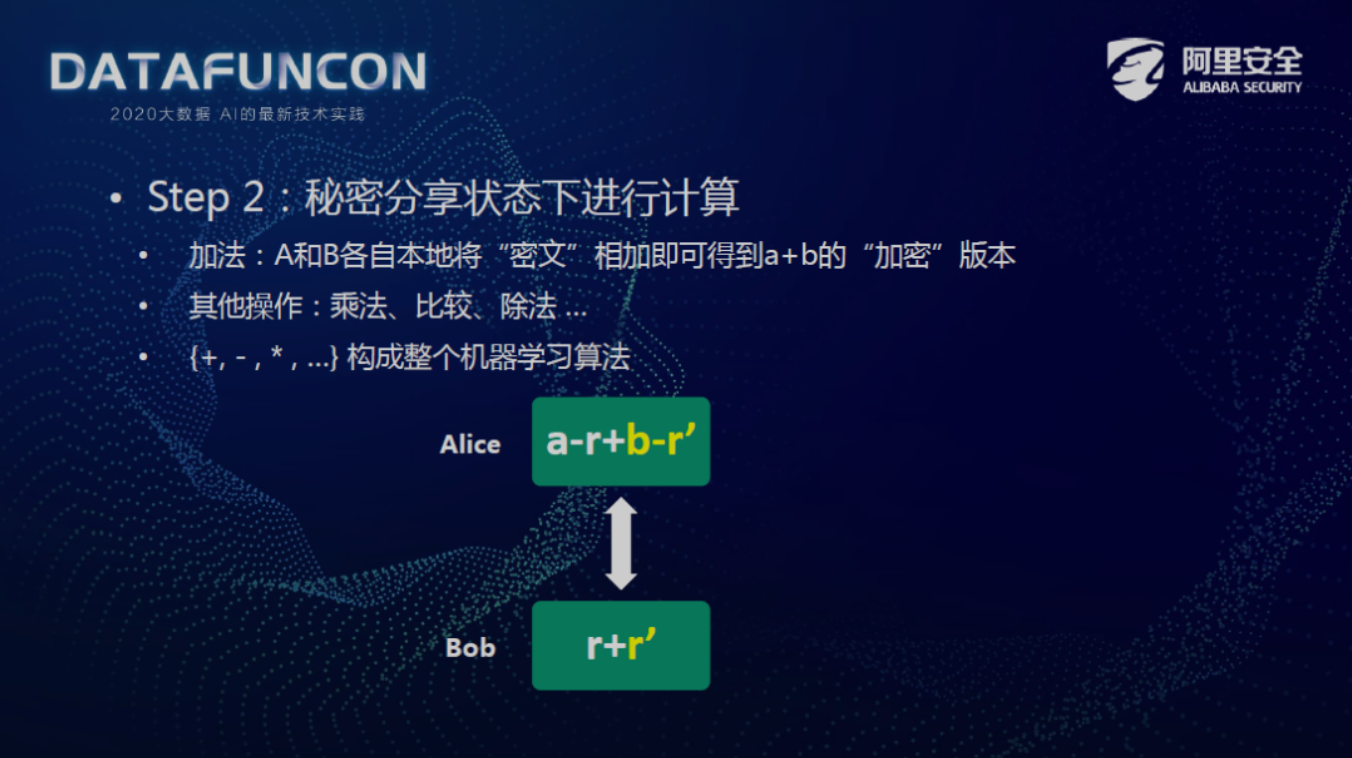 DATAFUNCON
2020大数据 AI的最新技术实践
阿里安全
ALIBABA SECURITY
• Step 2：秘密分享状态下进行计算
• 加法：A和B各自本地将“密文”相加即可得到a+b的“加密”版本
• 其他操作：乘法、比较、除法 ...
• {+, - , * , ...} 构成整个机器学习算法
Alice
a-r+b-r’
Bob
r+r’